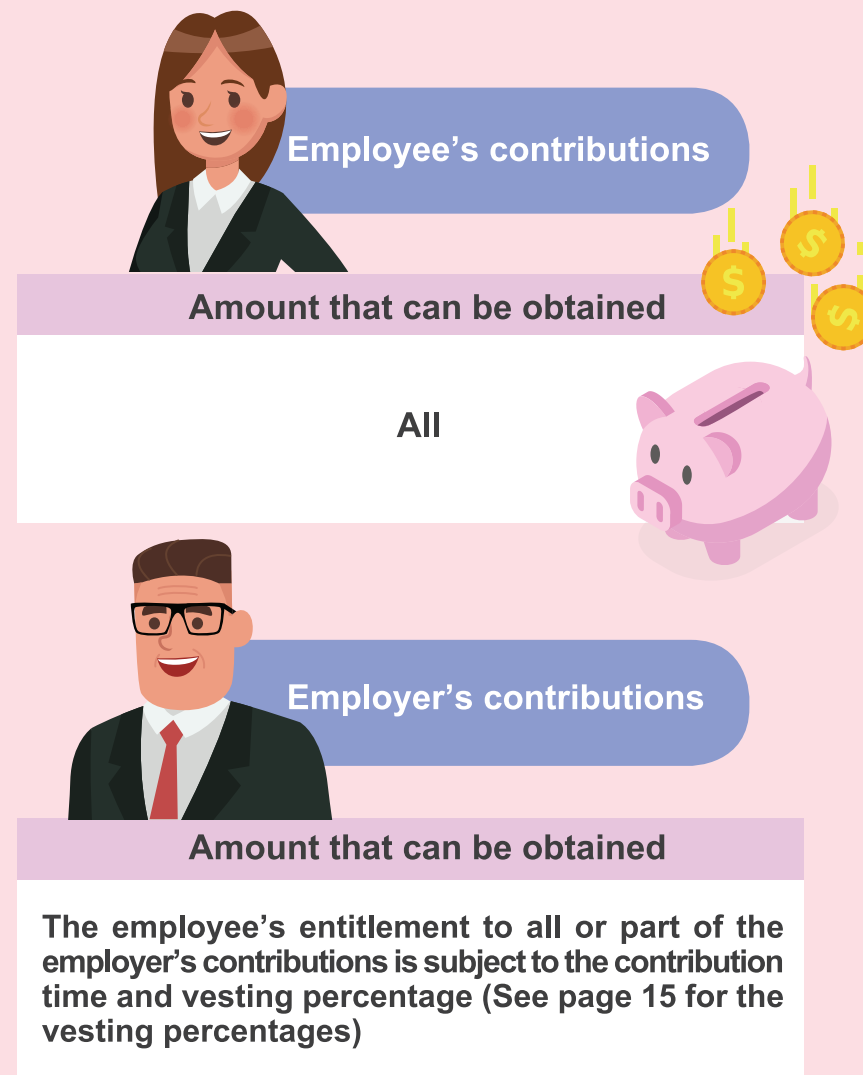 Employee's contributions
Amount that can be obtained
All
Employer's contributions
Amount that can be obtained
The employee's entitlement to all or part of the
employer's contributions is subject to the contribution
time and vesting percentage (See page 15 for the
vesting percentages)
$
$
$